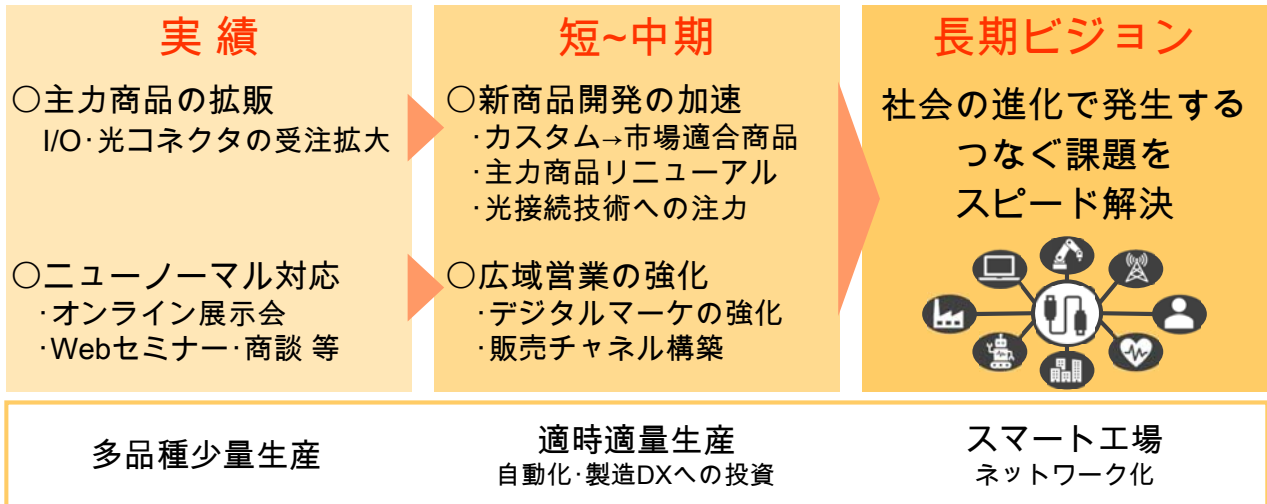 実 績
○主力商品の拡販
I/O･光コネクタの受注拡大
○ニューノーマル対応
･オンライン展示会
･Webセミナー･商談 等
短~中期
○新商品開発の加速
･カスタム→市場適合商品
･主力商品リニューアル
･光接続技術への注力
○広域営業の強化
･デジタルマーケの強化
･販売チャネル構築
長期ビジョン
社会の進化で発生する
つなぐ課題を
スピード解決
多品種少量生産
適時適量生産
自動化･製造DXへの投資
スマート工場
ネットワーク化